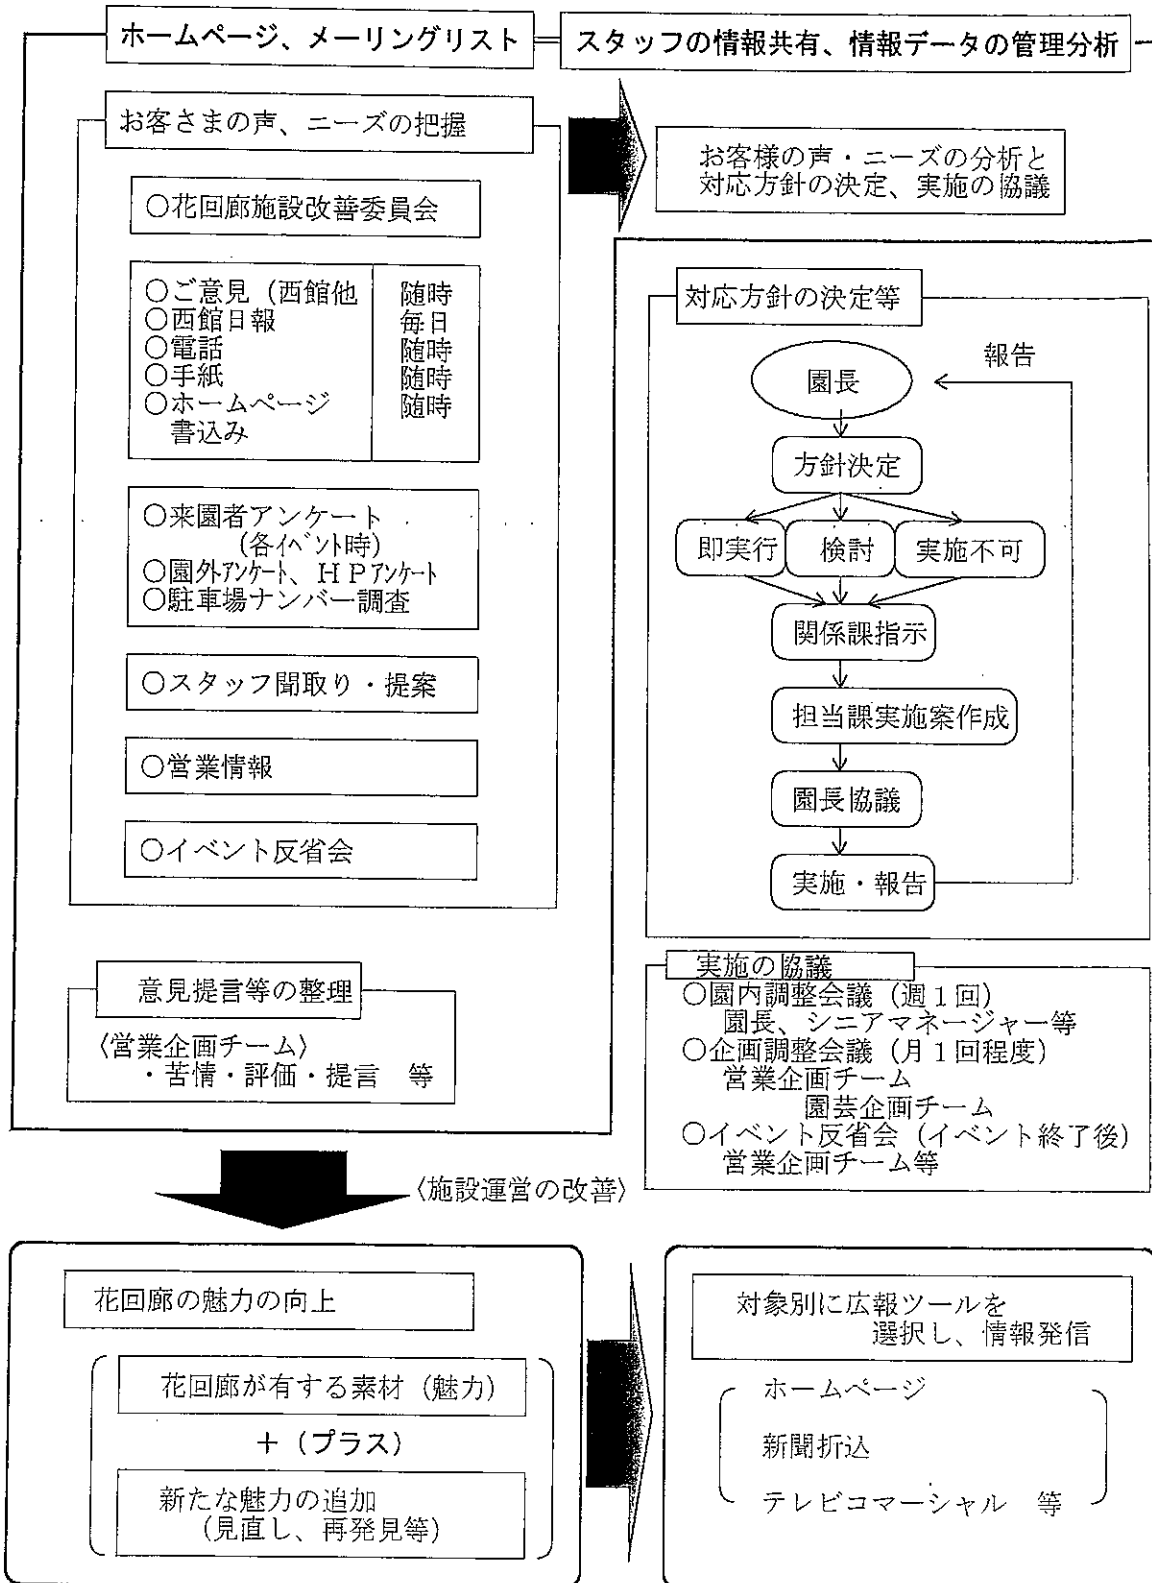 ホームページ、メーリングリスト
スタッフの情報共有、情報データの管理分析
お客さまの声、ニーズの把握
○花回廊施設改善委員会
○ご意見（西館他 随時
○西館日報 毎日
○電話 随時
○手紙 随時
○ホームページ 随時
書込み
○来園者アンケート
（各ｲﾍﾞﾝﾄ時）
○園外ｱﾝｹｰﾄ、ＨＰｱﾝｹｰﾄ
○駐車場ナンバー調査
○スタッフ聞取り・提案
○営業情報
○イベント反省会
意見提言等の整理
〈営業企画チーム〉
・苦情・評価・提言 等
お客様の声・ニーズの分析と
対応方針の決定、実施の協議
対応方針の決定等
報告
園長
方針決定
即実行 検討 実施不可
関係課指示
担当課実施案作成
園長協議
実施・報告
実施の協議
○園内調整会議（週１回）
園長、シニアマネージャー等
○企画調整会議（月１回程度）
営業企画チーム
園芸企画チーム
○イベント反省会（イベント終了後）
営業企画チーム等
〈施設運営の改善〉
花回廊の魅力の向上
花回廊が有する素材（魅力）
＋（プラス）
新たな魅力の追加
（見直し、再発見等）
対象別に広報ツールを
選択し、情報発信
ホームページ
新聞折込
テレビコマーシャル 等